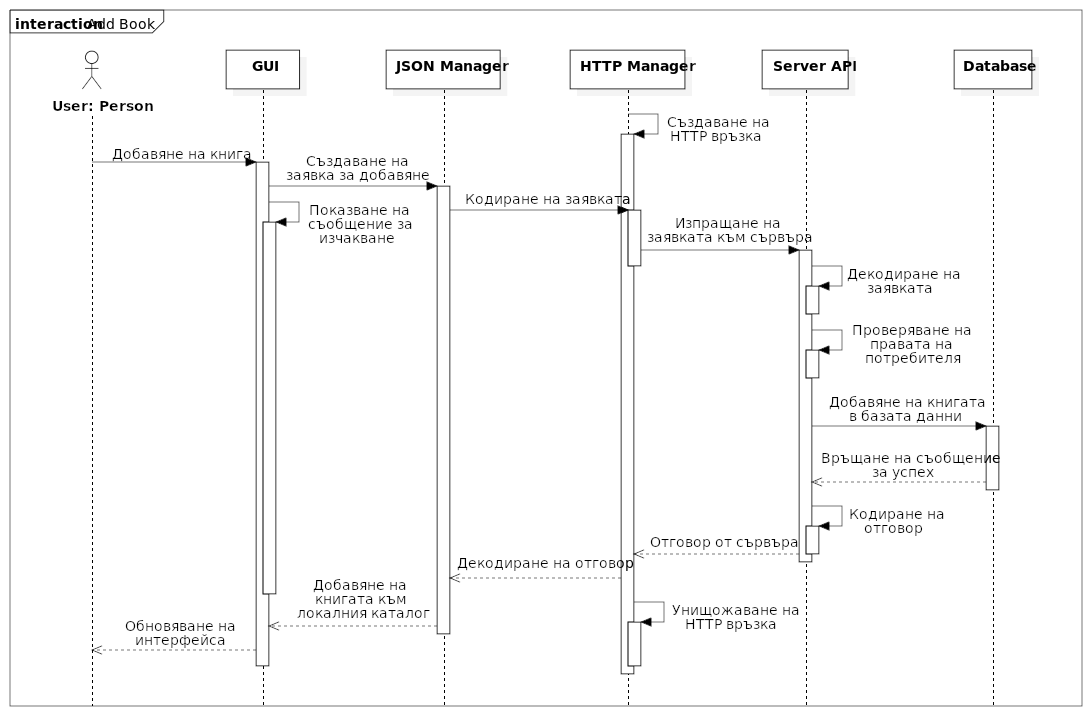 interaction Add Book
GUI
JSON Manager
HTTP Manager
Server API
Database
User: Person
Създаване на
HTTP връзка
Добавяне на книга
Създаване на
заявка за добавяне
Кодиране на заявката
Показване на
съобщение за
изчакване
Изпращане на
заявката към сървъра
Декодиране на
заявката
Проверяване на
правата на
потребителя
Добавяне на книгата
в базата данни
Връщане на съобщение
за успех
Кодиране на
отговор
Отговор от сървъра
Декодиране на отговор
Добавяне на
книгата към
локалния каталог
Унищожаване на
HTTP връзка
Обновяване на
интерфейса